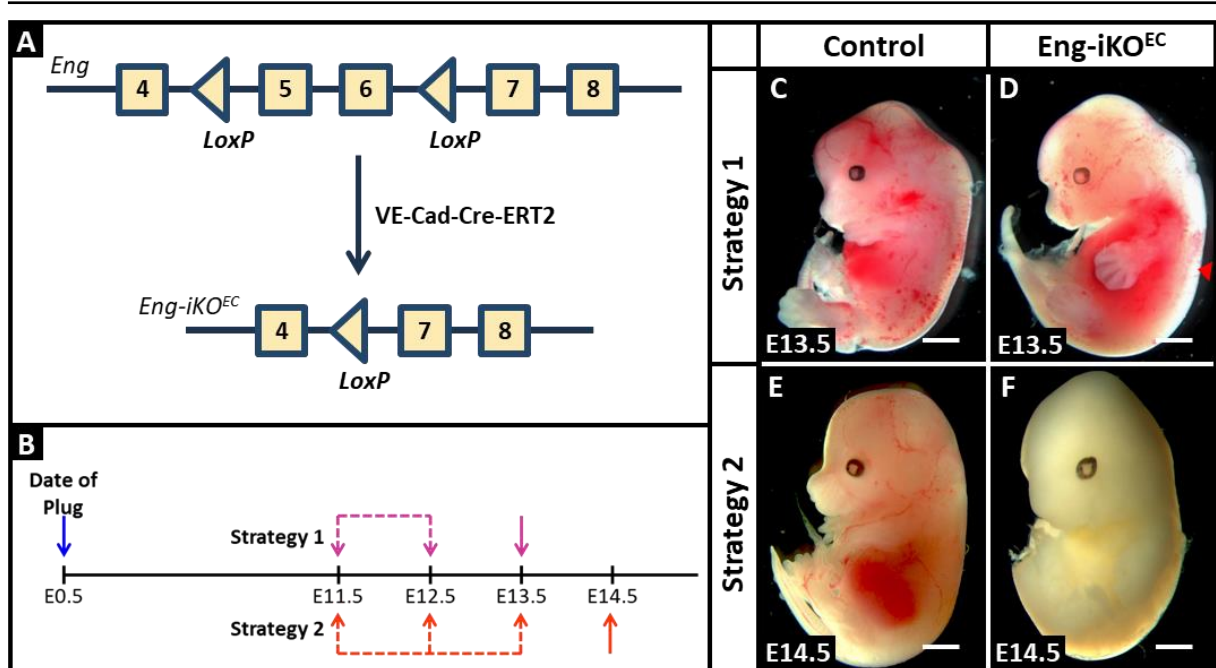 A
Eng
4 5 6 7 8
LoxP LoxP
VE-Cad-Cre-ERT2
Eng-iKO^EC
4 7 8
LoxP
B
Date of
Plug
Strategy 1
E0.5 E11.5 E12.5 E13.5 E14.5
Strategy 2
Control Eng-iKO^EC
Strategy 1
C D
E13.5 E13.5
Strategy 2
E F
E14.5 E14.5